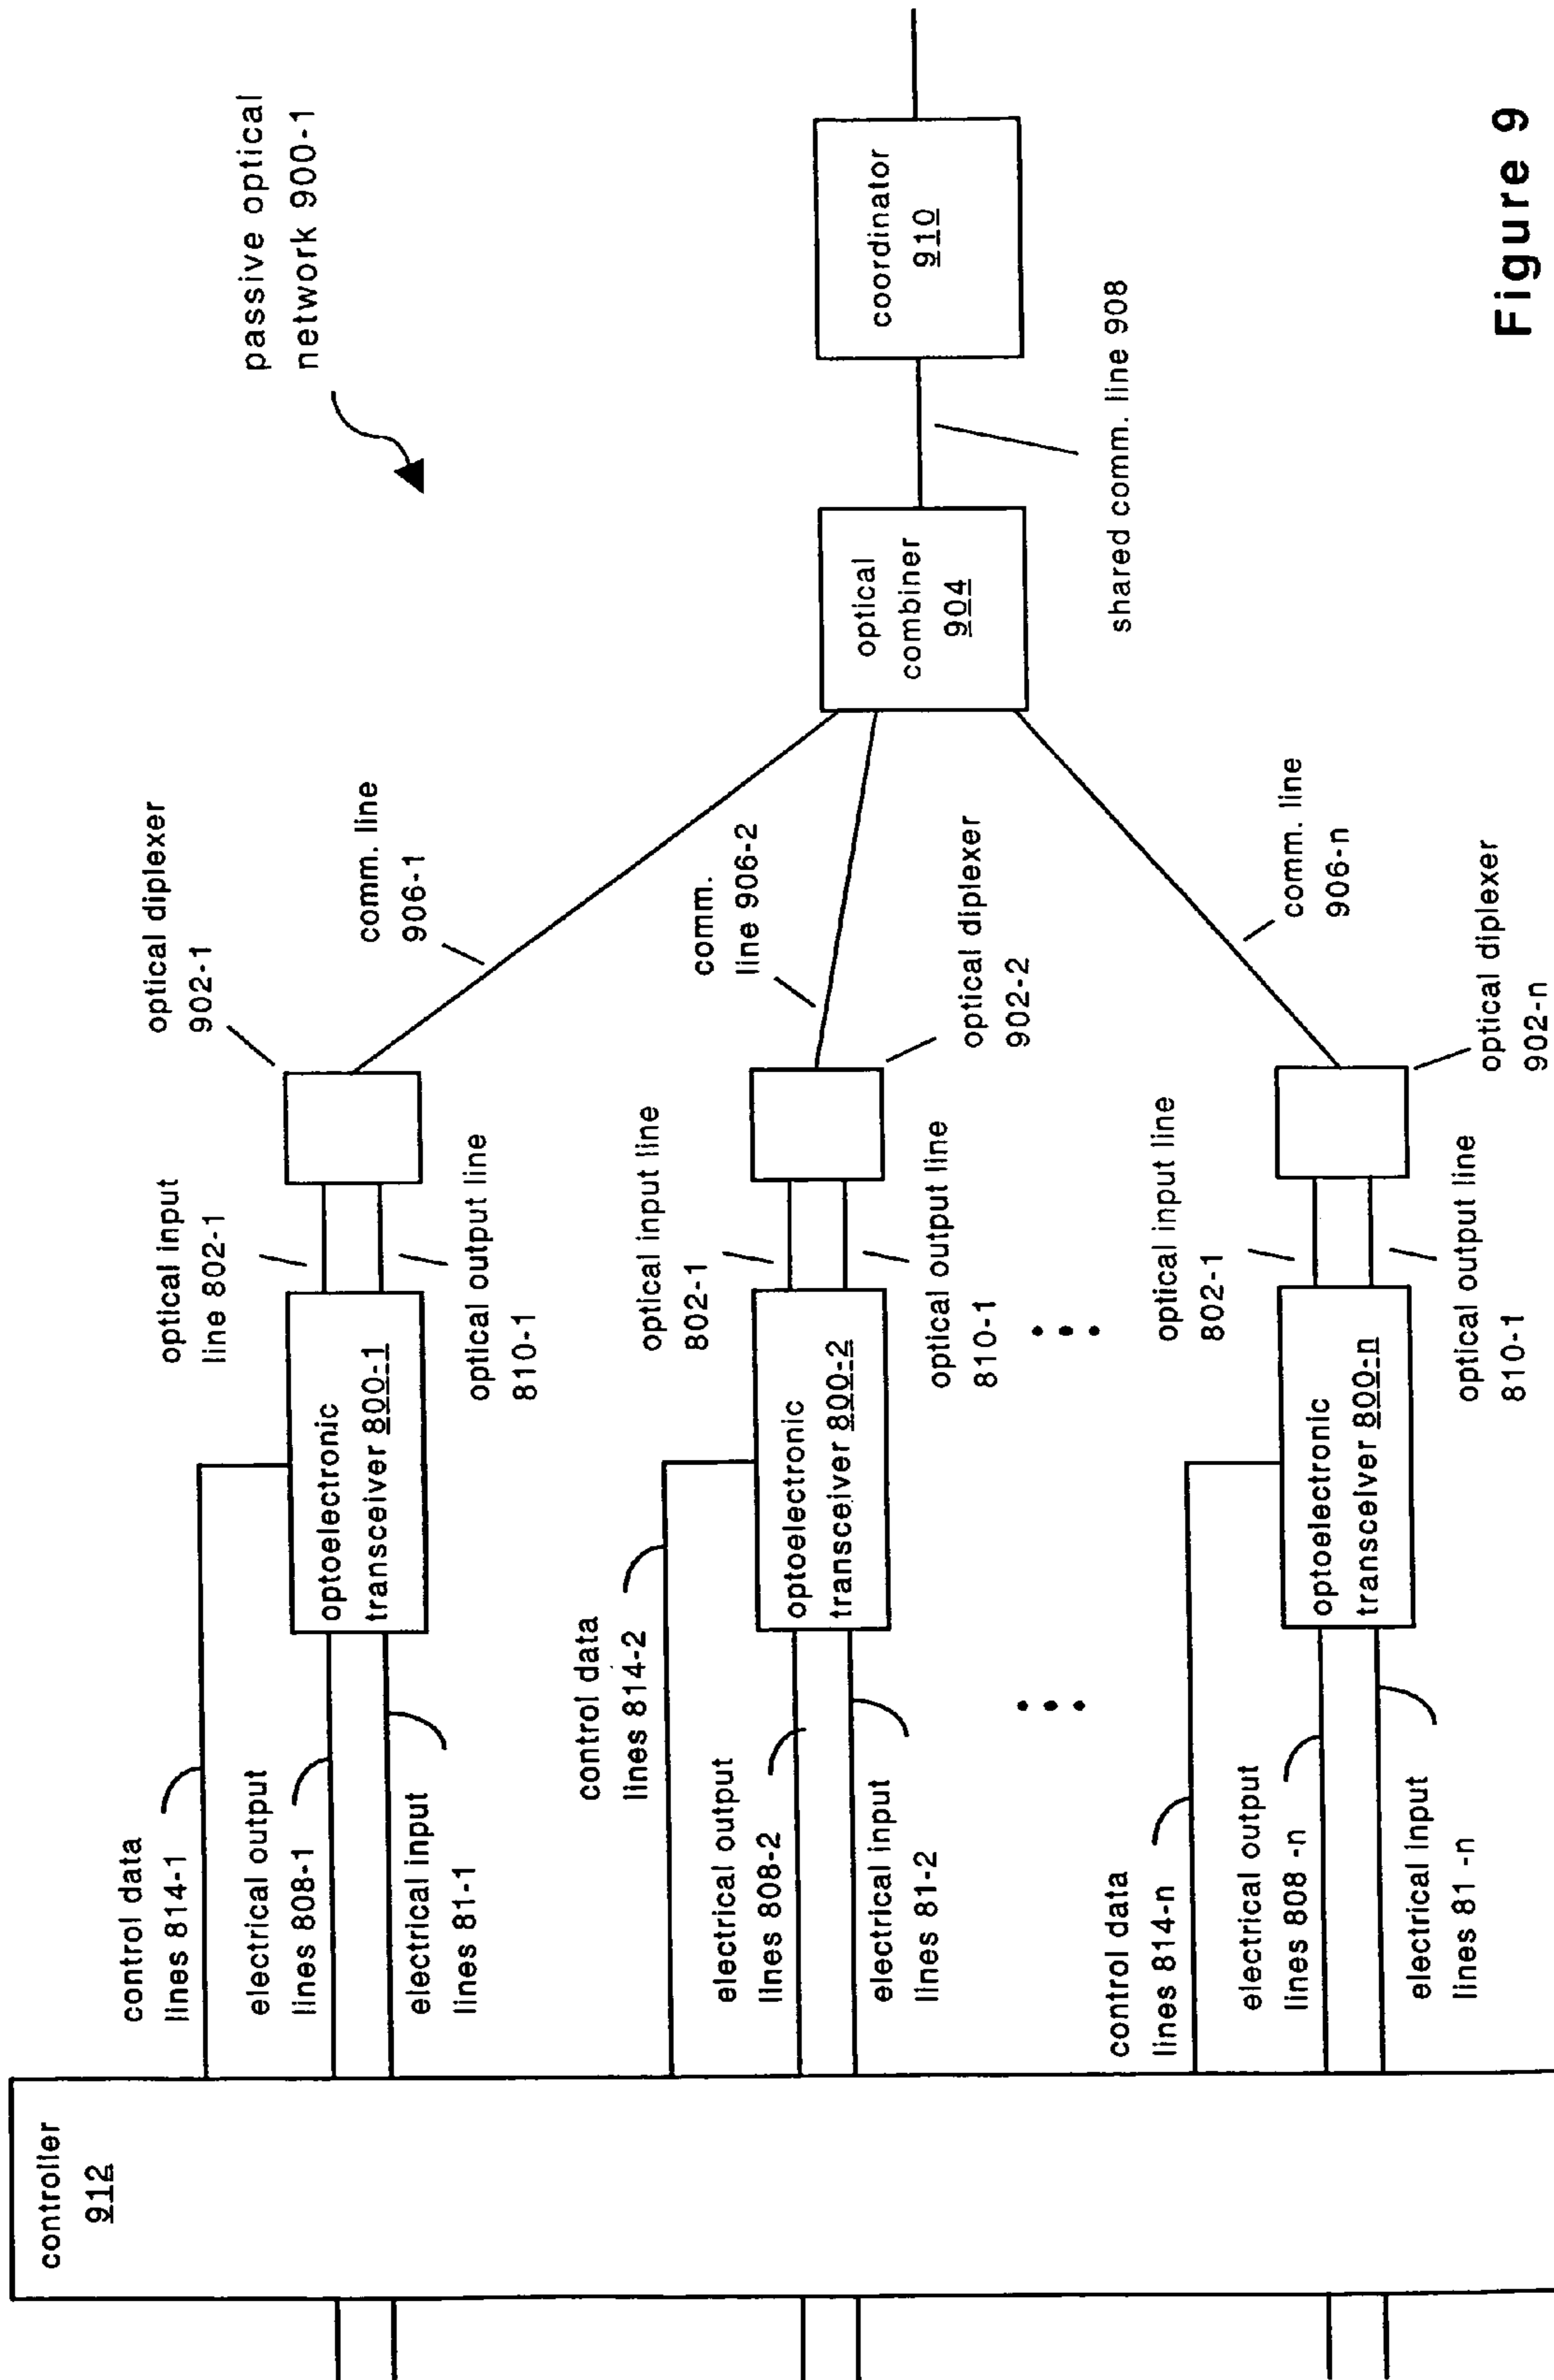 passive optical
network 900-1
controller
912
control data
lines 814-1
electrical output
lines 808-1
electrical input
lines 81-1
optoelectronic
transceiver 800-1
optical input
line 802-1
optical output line
810-1
optical diplexer
902-1
comm. line
906-1
control data
lines 814-2
electrical output
lines 808-2
electrical input
lines 81-2
optoelectronic
transceiver 800-2
optical input line
802-1
optical output line
810-1
optical diplexer
902-2
comm.
line 906-2
optical
combiner
904
coordinator
910
shared comm. line 908
control data
lines 814-n
electrical output
lines 808 -n
electrical input
lines 81 -n
optoelectronic
transceiver 800-n
optical input line
802-1
optical output line
810-1
optical diplexer
902-n
comm. line
906-n
Figure 9